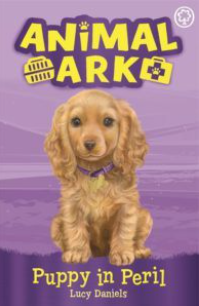 ANIMAL
ARK
Puppy in Peril
Lucy Daniels